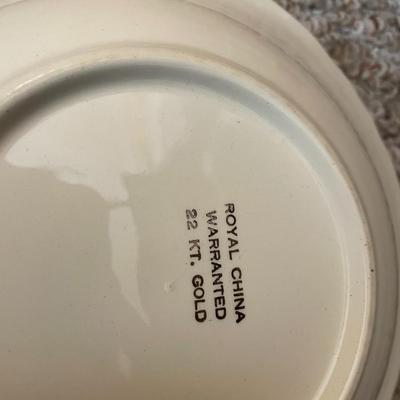 ROYAL CHINA
WARRANTED
22 KT. GOLD